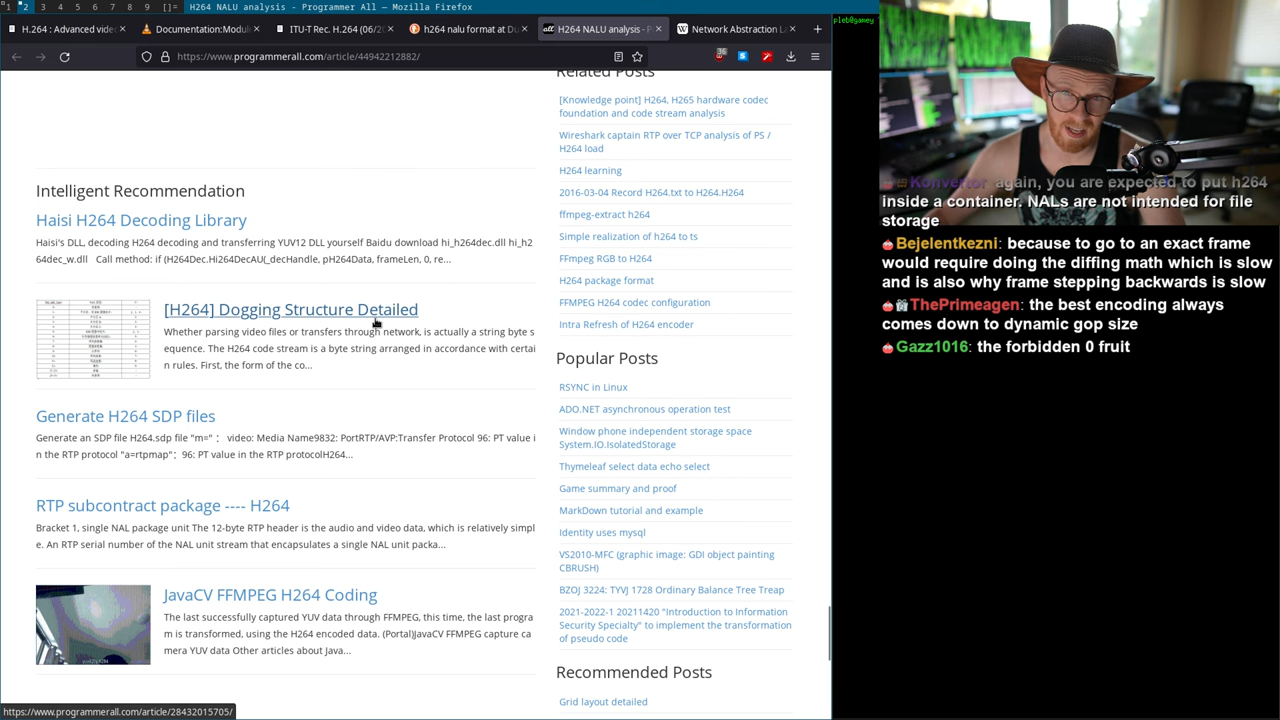 1 2 3 4 5 6 7 8 9 []= H264 NALU analysis - Programmer All — Mozilla Firefox
H.264 : Advanced vide
Documentation:Modul
ITU-T Rec. H.264 (06/20
h264 nalu format at Du
H264 NALU analysis - P
Network Abstraction La
https://www.programmerall.com/article/44942212882/
36
pleb@gamey
Intelligent Recommendation
Haisi H264 Decoding Library
Haisi's DLL, decoding H264 decoding and transferring YUV12 DLL yourself Baidu download hi_h264dec.dll hi_h2
64dec_w.dll Call method: if (H264Dec.Hi264DecAU(_decHandle, pH264Data, frameLen, 0, re...
[H264] Dogging Structure Detailed
Whether parsing video files or transfers through network, is actually a string byte s
equence. The H264 code stream is a byte string arranged in accordance with certai
n rules. First, the form of the co...
Generate H264 SDP files
Generate an SDP file H264.sdp file "m=" ： video: Media Name9832: PortRTP/AVP:Transfer Protocol 96: PT value i
n the RTP protocol "a=rtpmap"：96: PT value in the RTP protocolH264...
RTP subcontract package ---- H264
Bracket 1, single NAL package unit The 12-byte RTP header is the audio and video data, which is relatively simpl
e. An RTP serial number of the NAL unit stream that encapsulates a single NAL unit packa...
JavaCV FFMPEG H264 Coding
The last successfully captured YUV data through FFMPEG, this time, the last progra
m is transformed, using the H264 encoded data. (Portal)JavaCV FFMPEG capture ca
mera YUV data Other articles about Java...
Related Posts
[Knowledge point] H264, H265 hardware codec
foundation and code stream analysis
Wireshark captain RTP over TCP analysis of PS /
H264 load
H264 learning
2016-03-04 Record H264.txt to H264.H264
ffmpeg-extract h264
Simple realization of h264 to ts
FFmpeg RGB to H264
H264 package format
FFMPEG H264 codec configuration
Intra Refresh of H264 encoder
Popular Posts
RSYNC in Linux
ADO.NET asynchronous operation test
Window phone independent storage space
System.IO.IsolatedStorage
Thymeleaf select data echo select
Game summary and proof
MarkDown tutorial and example
Identity uses mysql
VS2010-MFC (graphic image: GDI object painting
CBRUSH)
BZOJ 3224: TYVJ 1728 Ordinary Balance Tree Treap
2021-2022-1 20211420 "Introduction to Information
Security Specialty" to implement the transformation
of pseudo code
Recommended Posts
Grid layout detailed
https://www.programmerall.com/article/28432015705/
Konvertor: again, you are expected to put h264
inside a container. NALs are not intended for file
storage
Bejelentkezni: because to go to an exact frame
would require doing the diffing math which is slow
and is also why frame stepping backwards is slow
ThePrimeagen: the best encoding always
comes down to dynamic gop size
Gazz1016: the forbidden 0 fruit